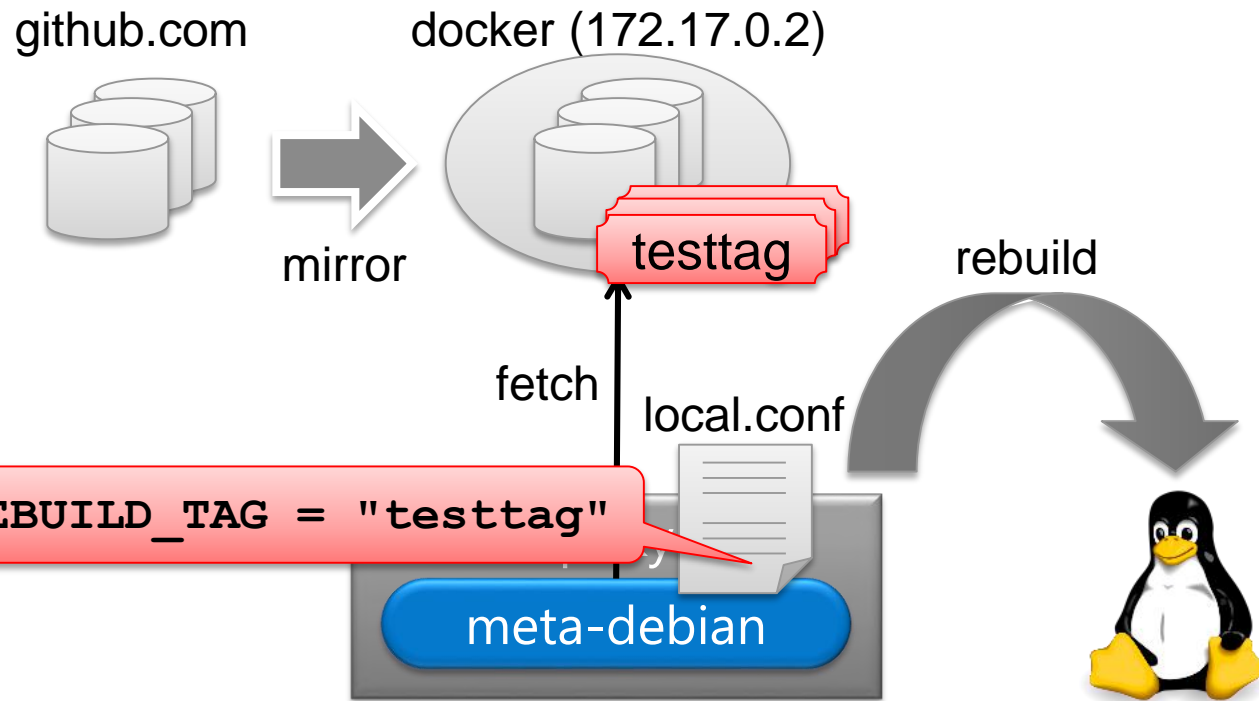 github.com
docker (172.17.0.2)
mirror
testtag
rebuild
fetch
local.conf
EBUILD_TAG = "testtag"
meta-debian